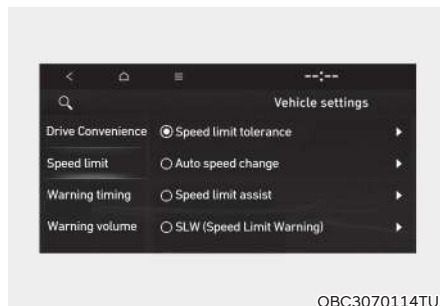 --:--
Vehicle settings
Drive Convenience
Speed limit tolerance
Speed limit
Auto speed change
Warning timing
Speed limit assist
Warning volume
SLW (Speed Limit Warning)
OBC3070114TU